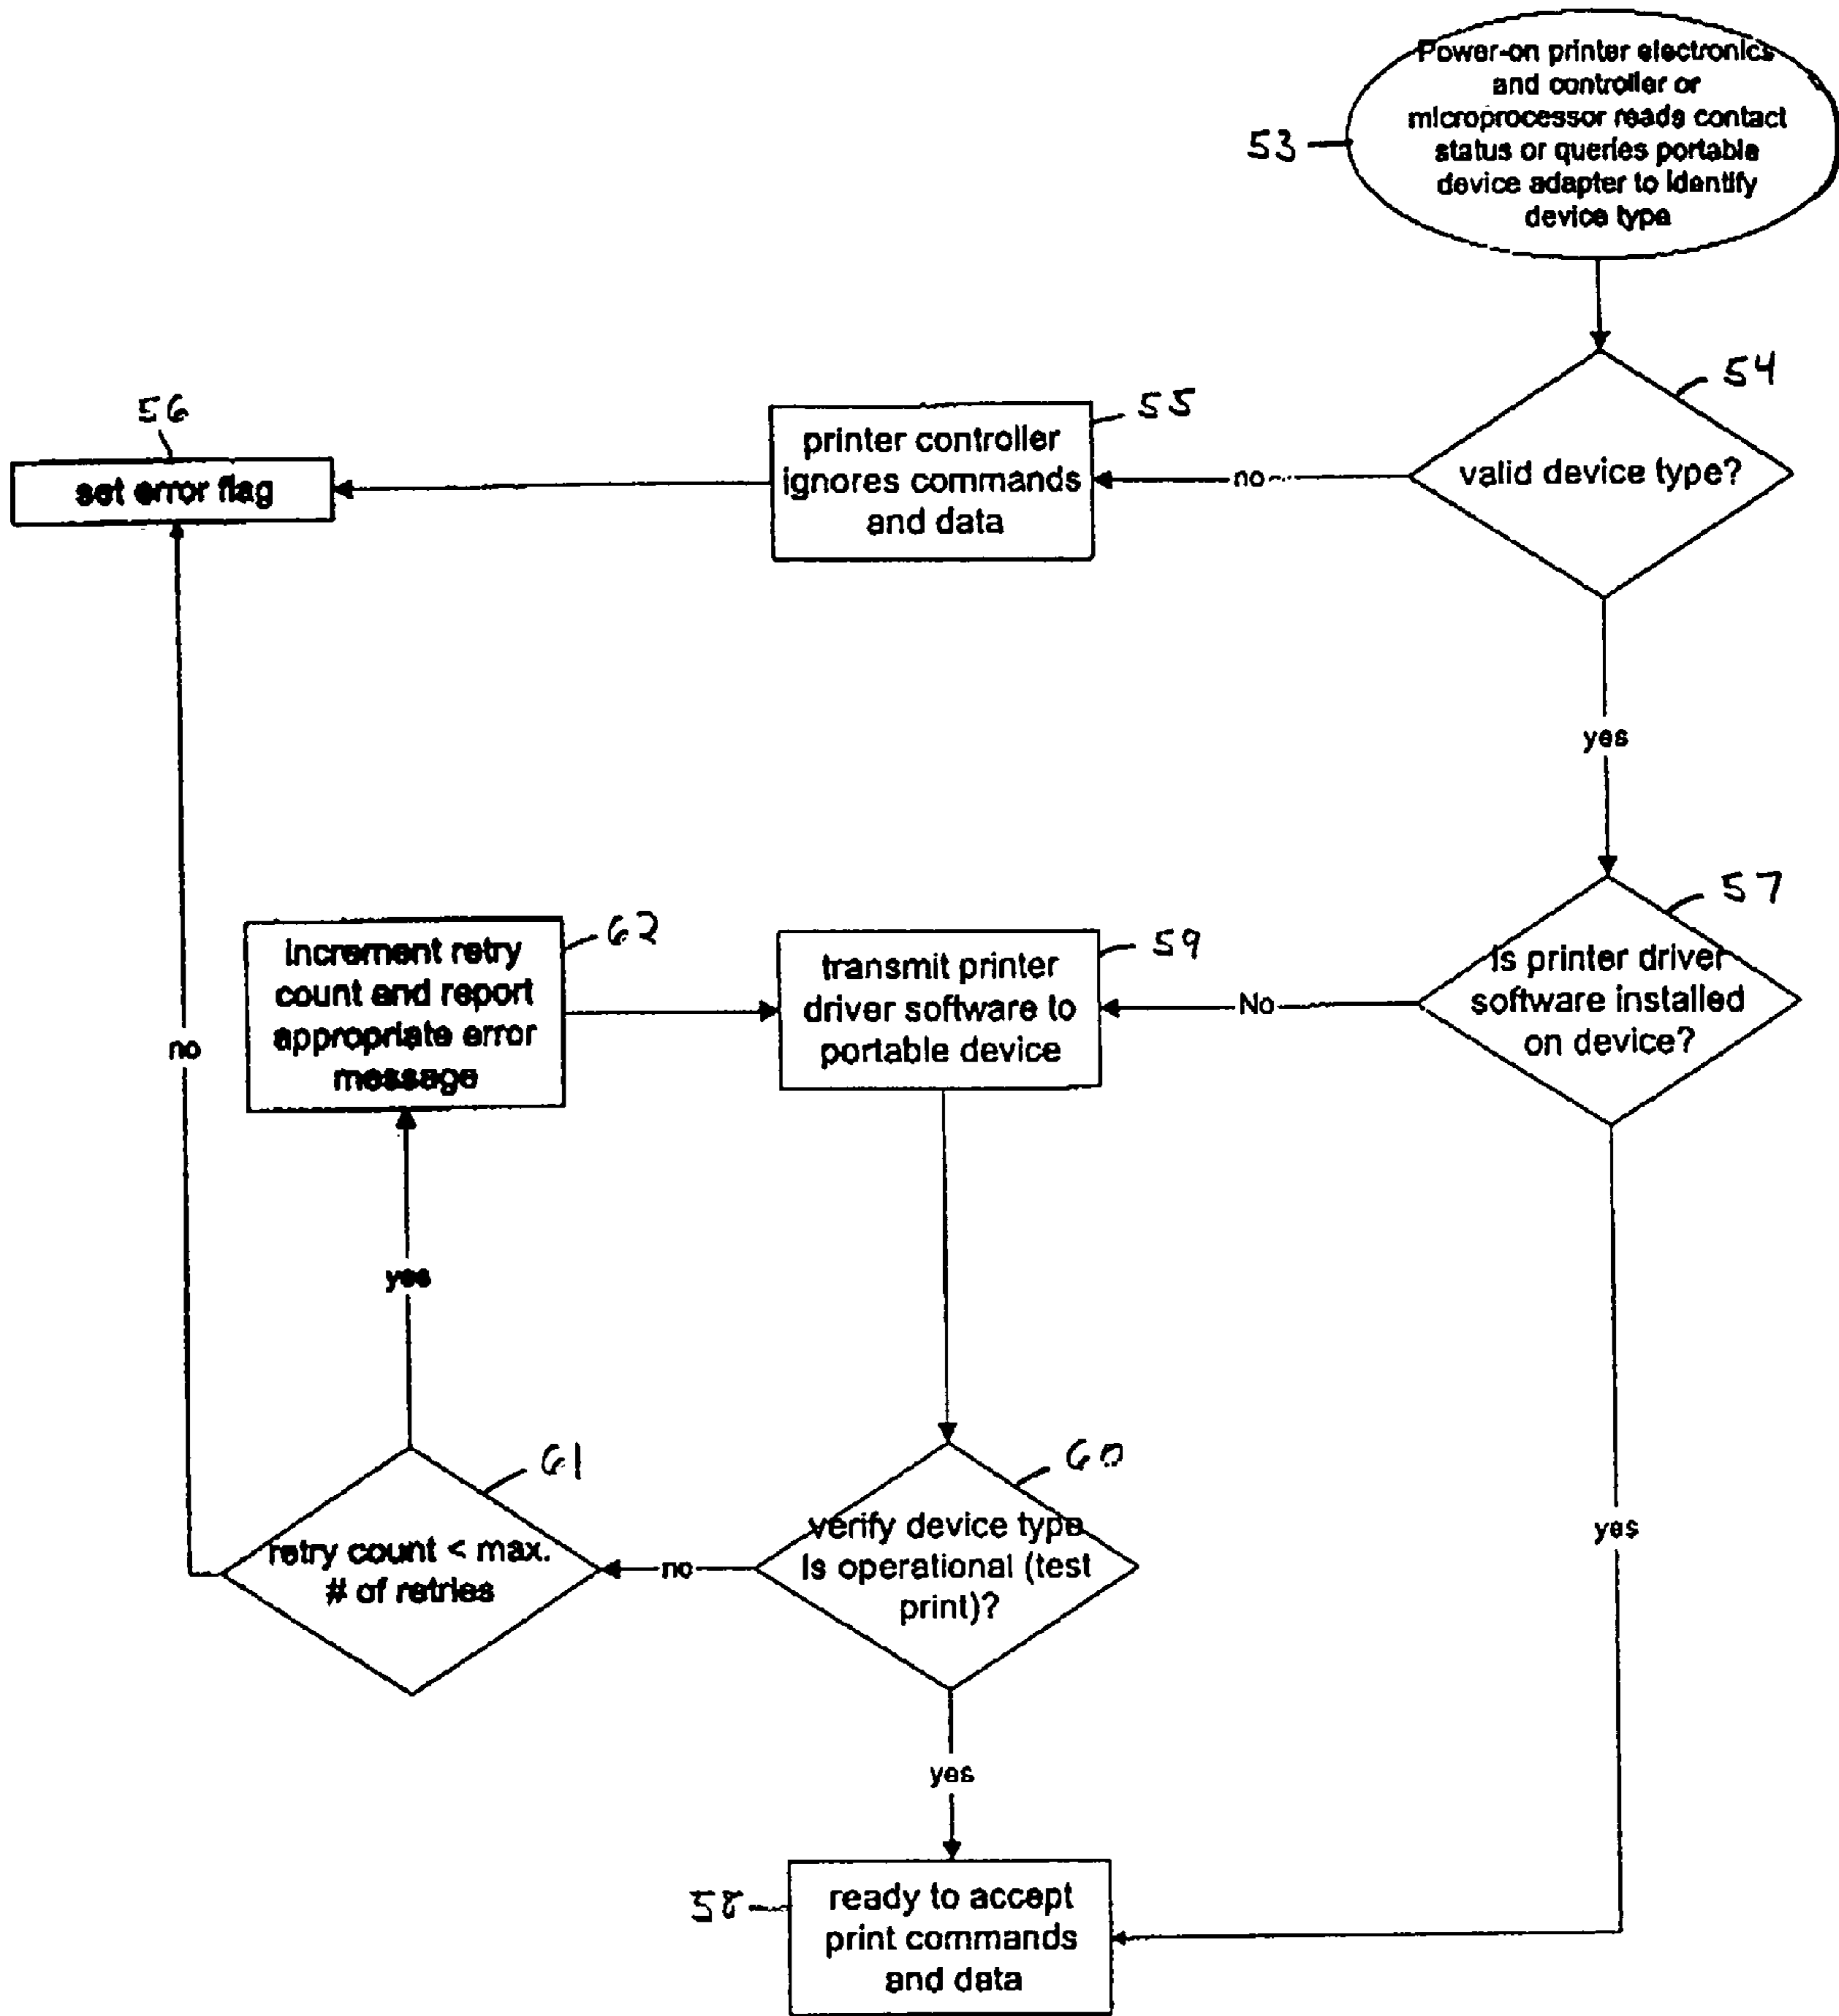 Power-on printer electronics
and controller or
microprocessor reads contact
status or queries portable
device adapter to identify
device type
53
54
valid device type?
no
55
printer controller
ignores commands
and data
56
set error flag
yes
57
Is printer driver
software installed
on device?
No
59
transmit printer
driver software to
portable device
62
increment retry
count and report
appropriate error
message
no
yes
61
retry count < max.
# of retries
no
60
verify device type
is operational (test
print)?
yes
yes
58
ready to accept
print commands
and data